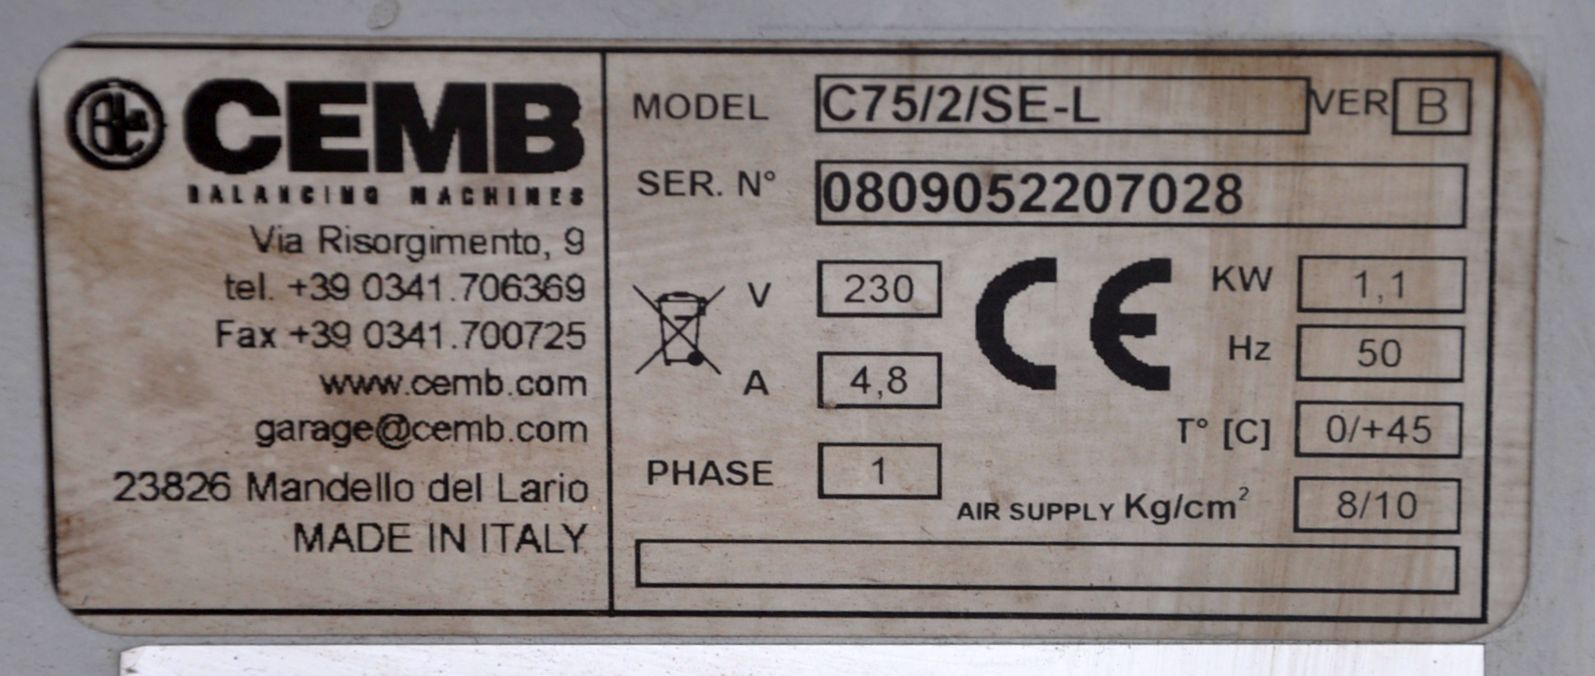 CEMB
BALANCING MACHINES
Via Risorgimento, 9
tel. +39 0341.706369
Fax +39 0341.700725
www.cemb.com
garage@cemb.com
23826 Mandello del Lario
MADE IN ITALY
MODEL C75/2/SE-L VER B
SER. N° 0809052207028
V 230
A 4,8
PHASE 1
CE
KW 1,1
Hz 50
T° [C] 0/+45
AIR SUPPLY Kg/cm² 8/10